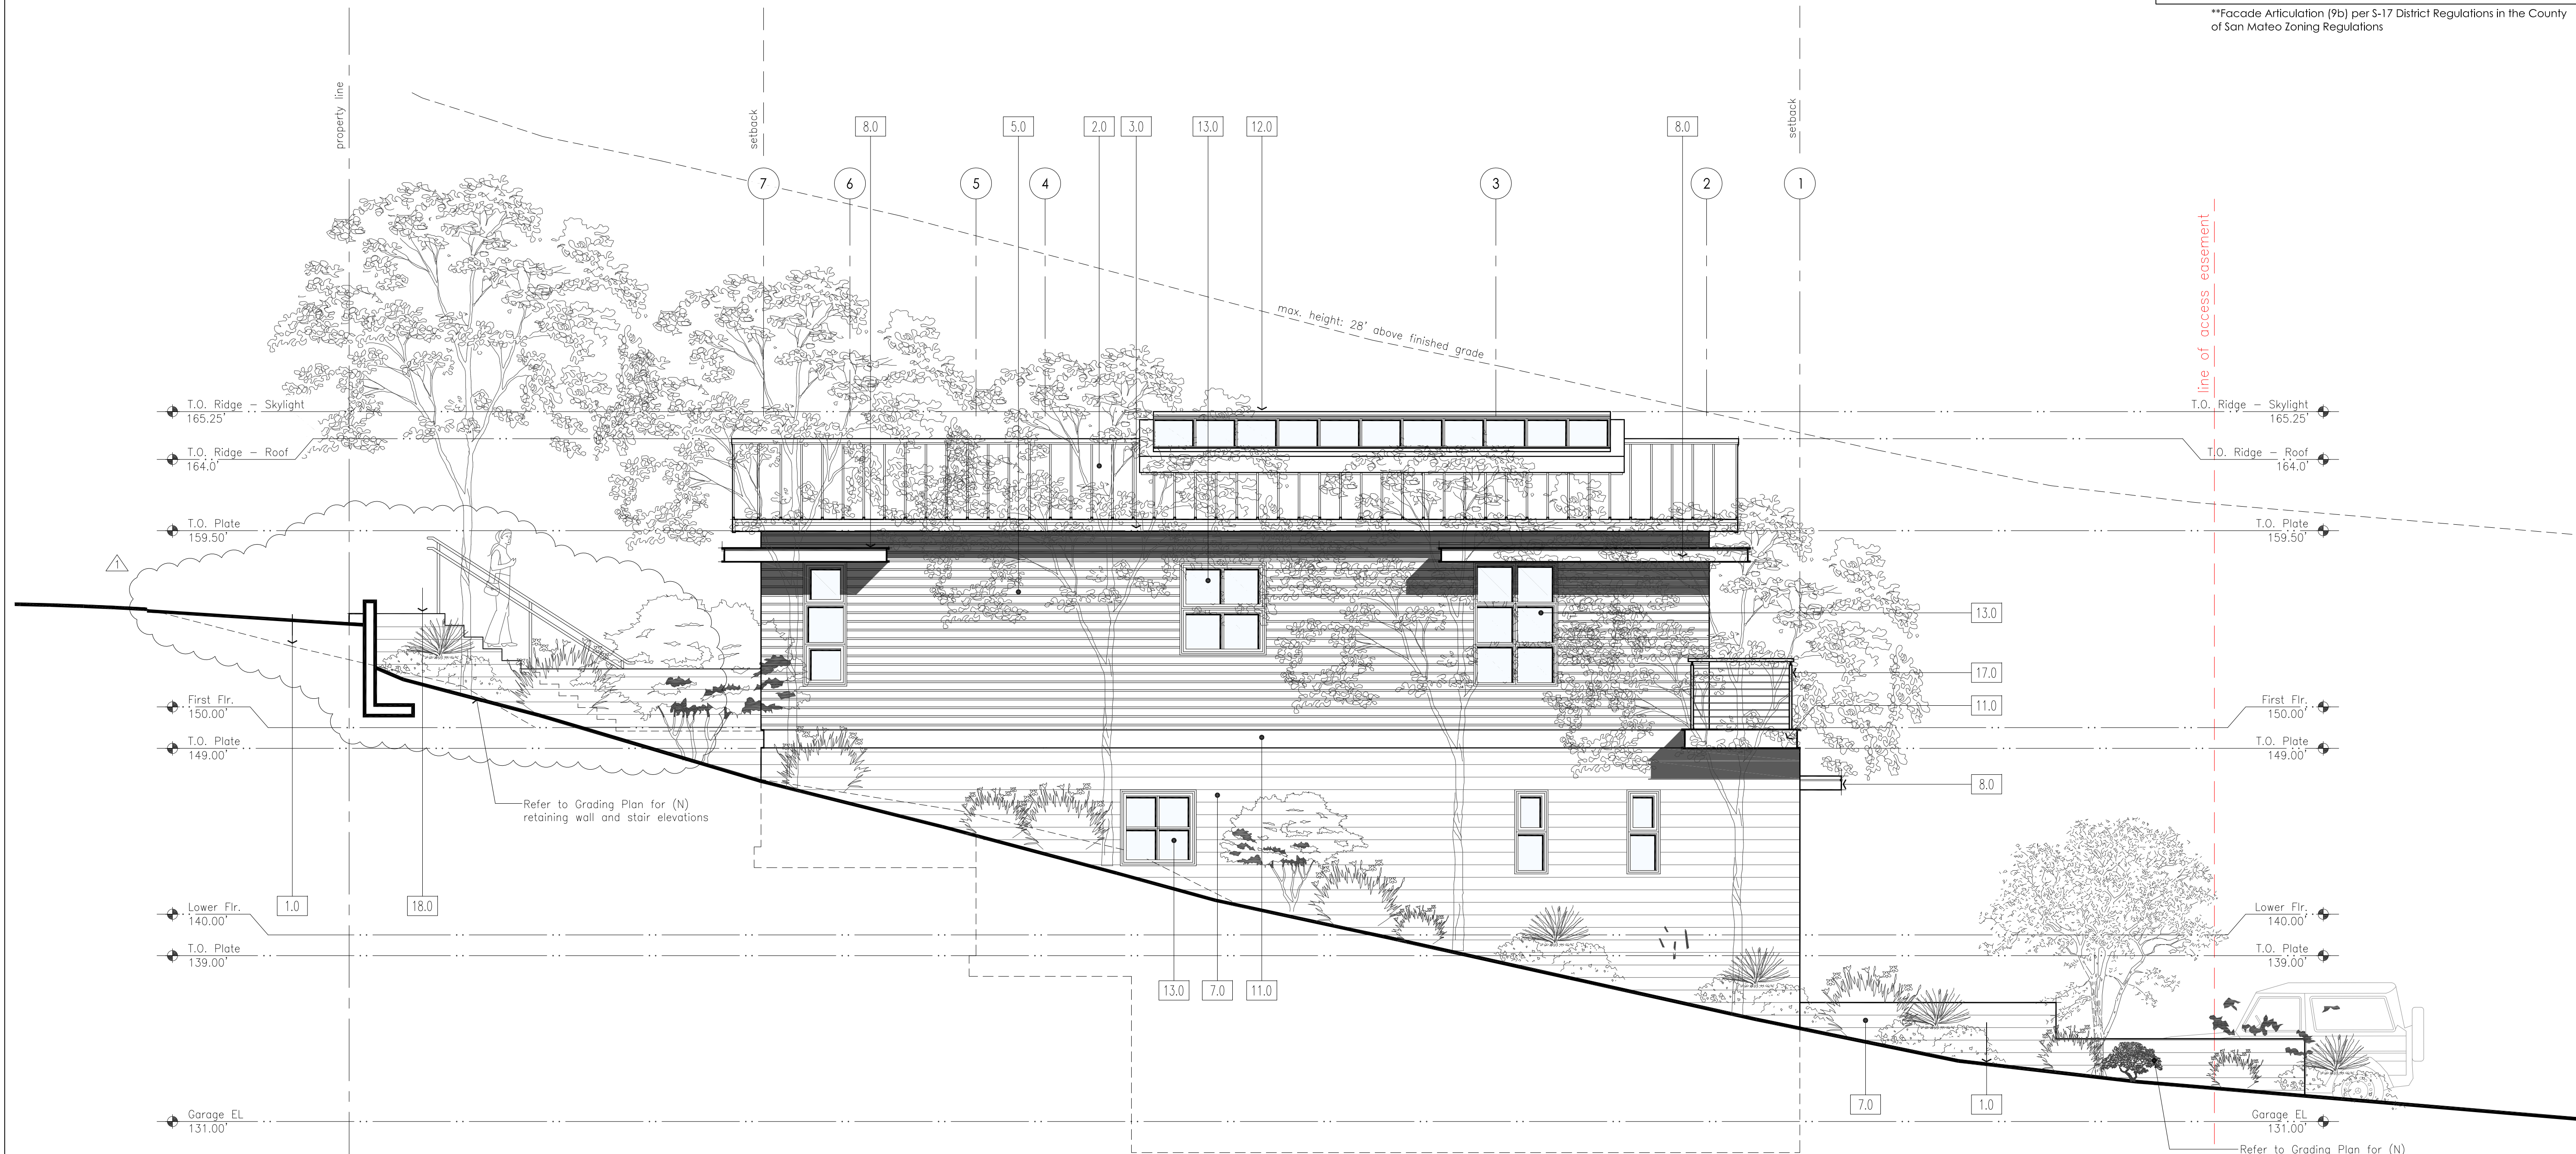 **Facade Articulation (9b) per S-17 District Regulations in the County
of San Mateo Zoning Regulations
property line
setback
setback
line of access easement
8.0
5.0
2.0
3.0
13.0
12.0
8.0
7
6
5
4
3
2
1
max. height: 28' above finished grade
T.O. Ridge – Skylight
165.25'
T.O. Ridge – Roof
164.0'
T.O. Plate
159.50'
1
First Flr.
150.00'
T.O. Plate
149.00'
Lower Flr.
140.00'
T.O. Plate
139.00'
Garage EL
131.00'
T.O. Ridge – Skylight
165.25'
T.O. Ridge – Roof
164.0'
T.O. Plate
159.50'
First Flr.
150.00'
T.O. Plate
149.00'
Lower Flr.
140.00'
T.O. Plate
139.00'
Garage EL
131.00'
13.0
17.0
11.0
8.0
Refer to Grading Plan for (N)
retaining wall and stair elevations
1.0
18.0
13.0
7.0
11.0
7.0
1.0
Refer to Grading Plan for (N)